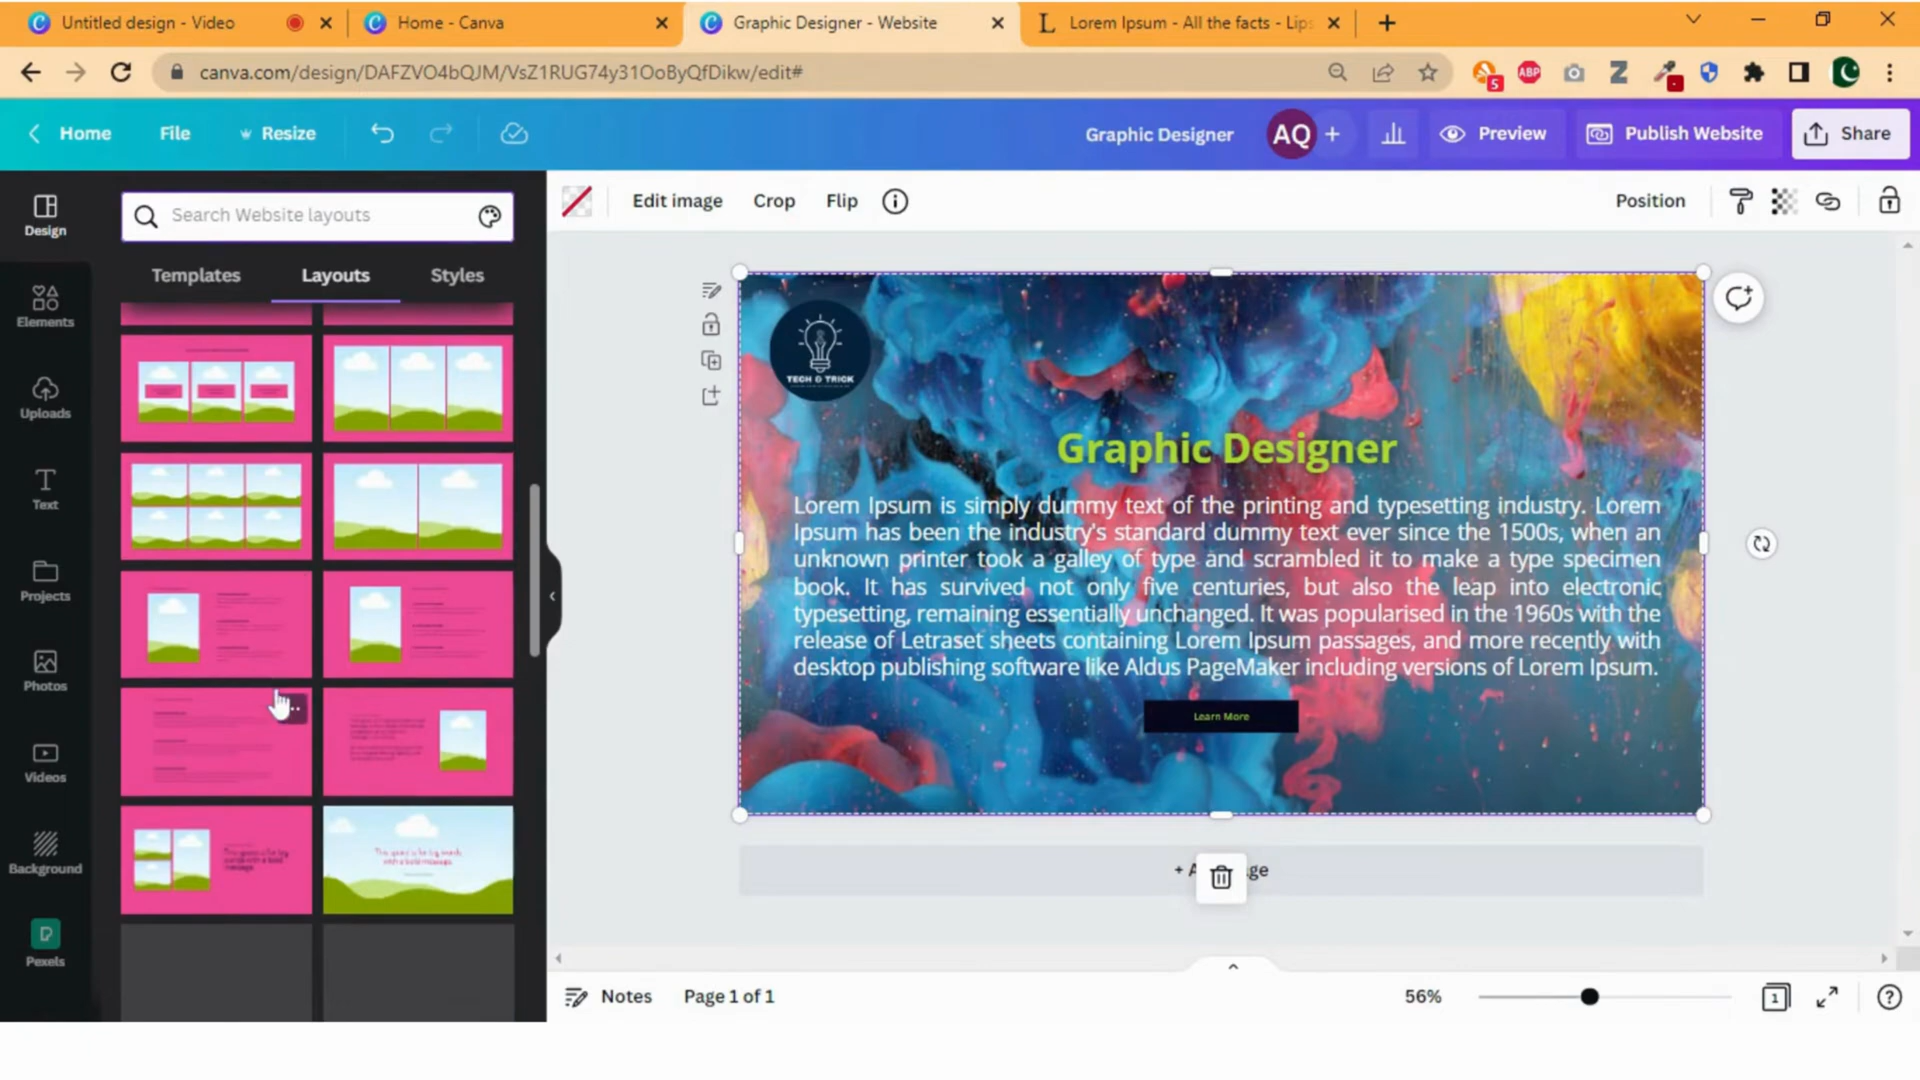 Untitled design - Video
Home - Canva
Graphic Designer - Website
Lorem Ipsum - All the facts - Lips
canva.com/design/DAFZVO4bQJM/VsZ1RUG74y31OoByQfDikw/edit#
5
ABP
Z
Home
File
Resize
Graphic Designer
AQ
+
Preview
Publish Website
Share
Design
Search Website layouts
Edit image
Crop
Flip
Position
Templates
Layouts
Styles
Elements
Uploads
Text
Projects
Photos
Videos
Background
Pexels
TECH & TRICK
Graphic Designer
Lorem Ipsum is simply dummy text of the printing and typesetting industry. Lorem
Ipsum has been the industry's standard dummy text ever since the 1500s, when an
unknown printer took a galley of type and scrambled it to make a type specimen
book. It has survived not only five centuries, but also the leap into electronic
typesetting, remaining essentially unchanged. It was popularised in the 1960s with the
release of Letraset sheets containing Lorem Ipsum passages, and more recently with
desktop publishing software like Aldus PageMaker including versions of Lorem Ipsum.
Learn More
Notes
Page 1 of 1
56%
1